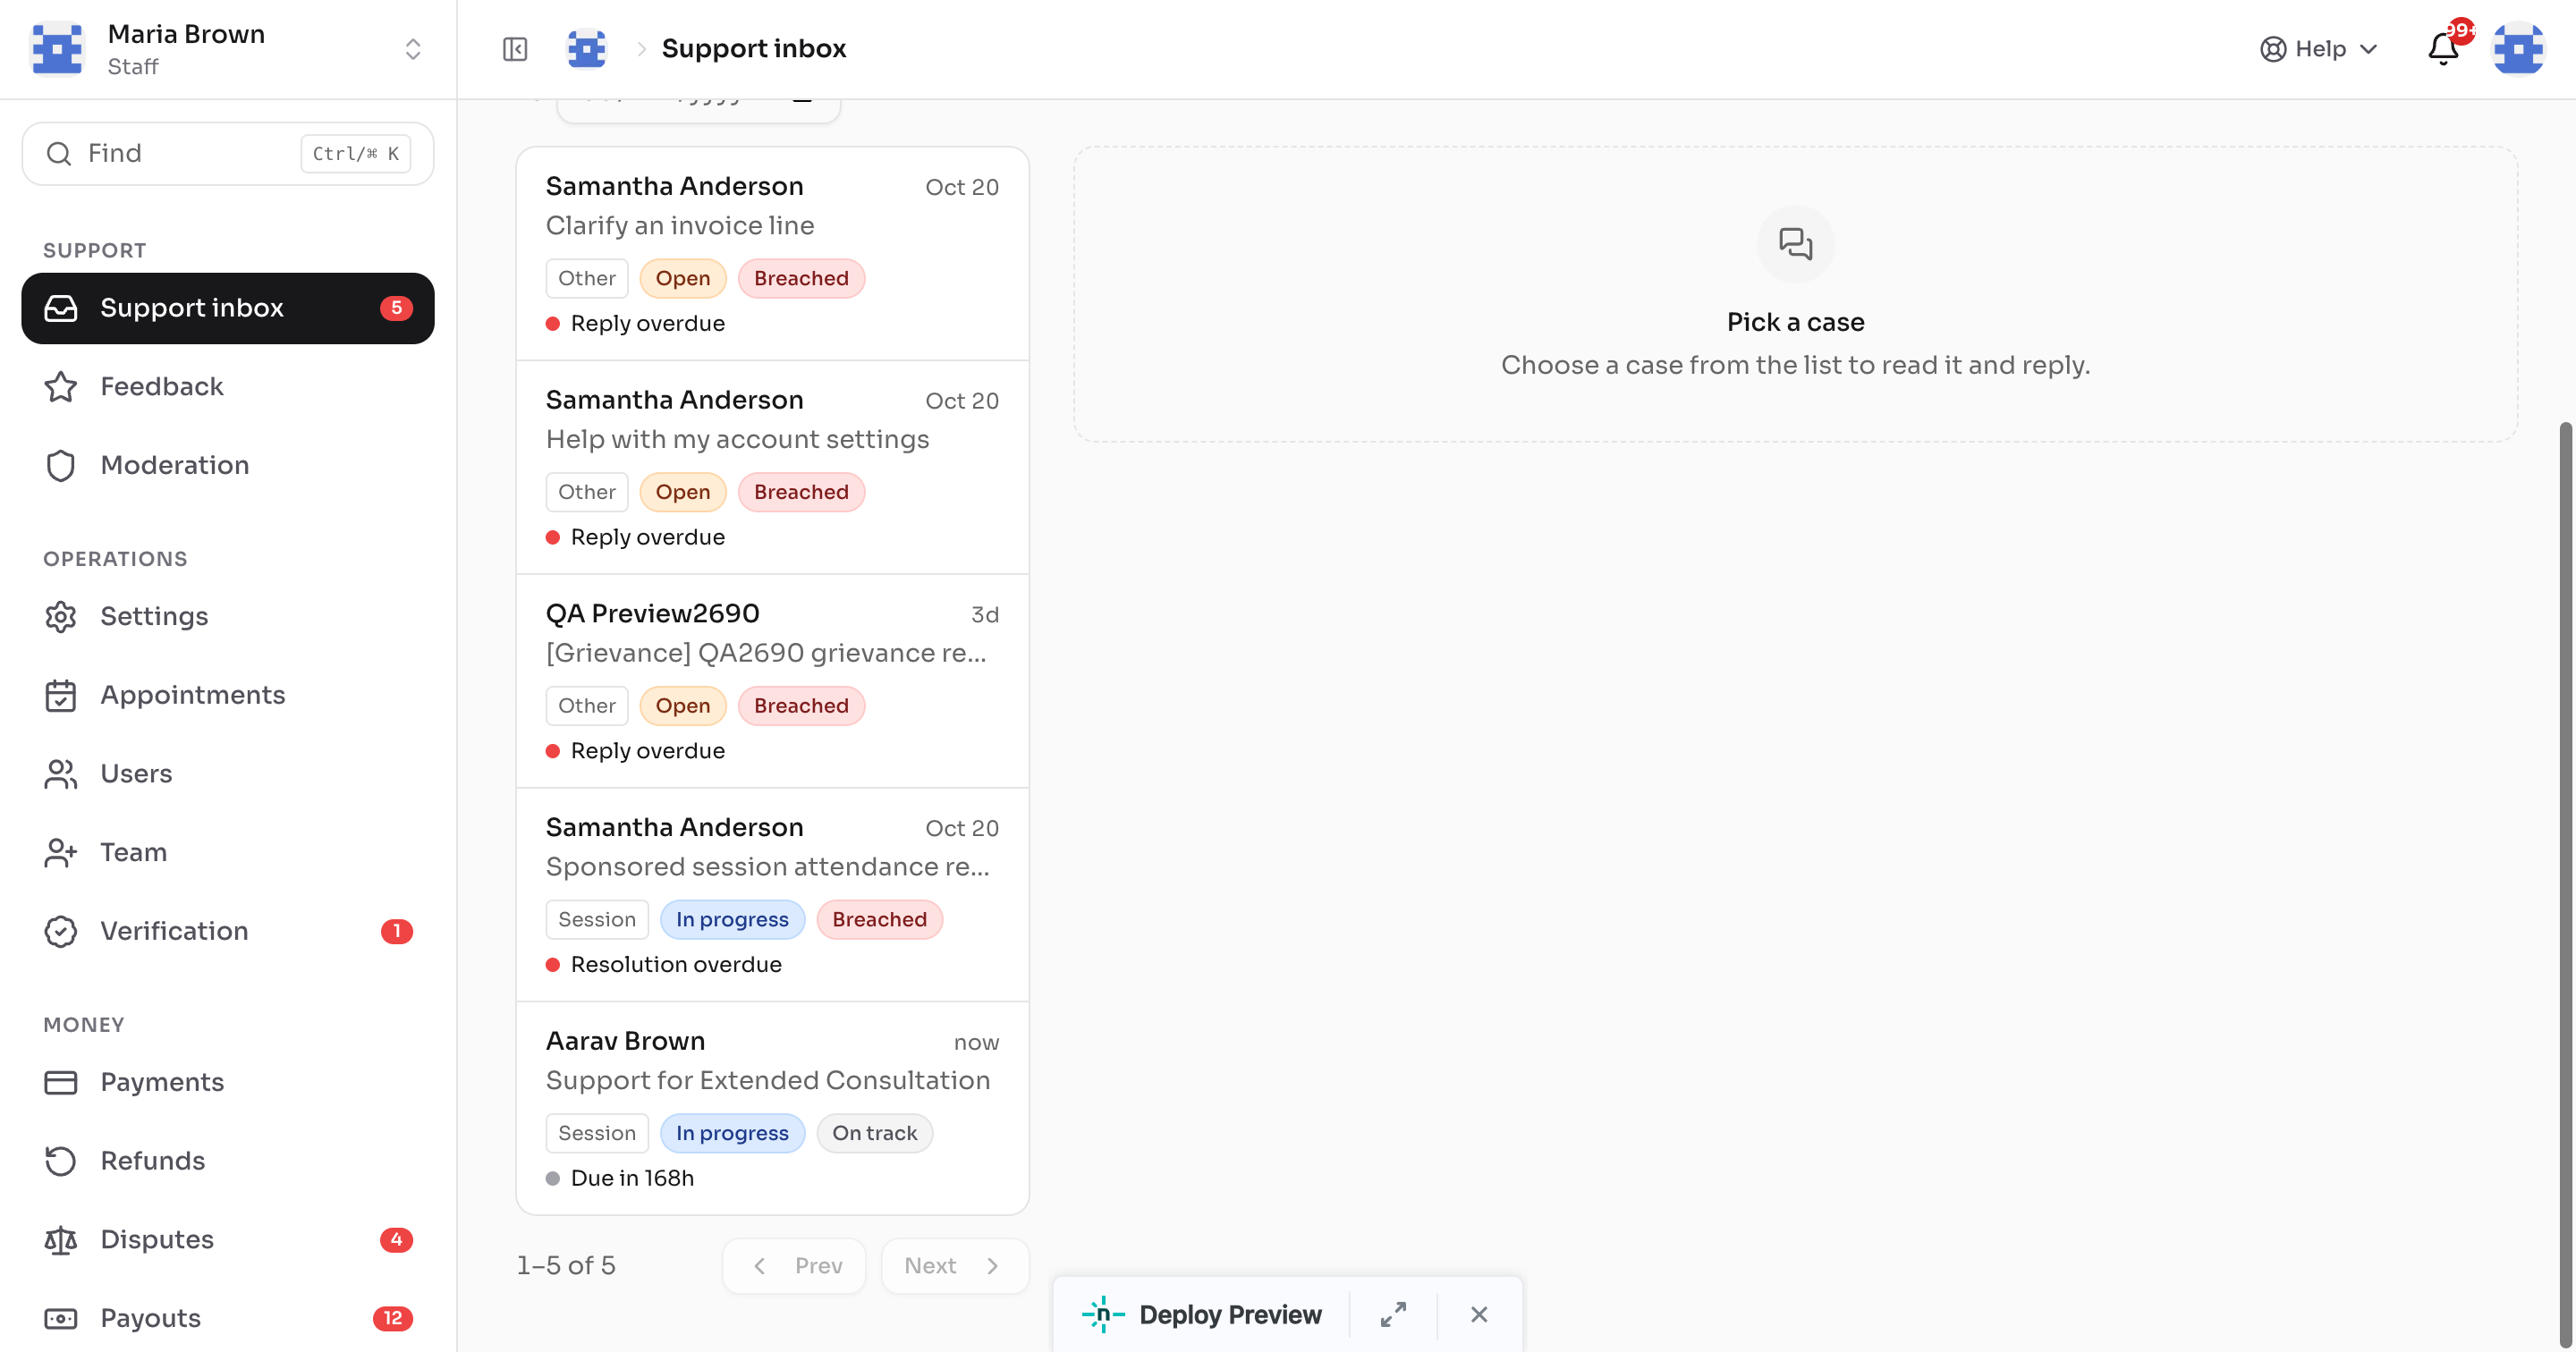 Maria Brown
Staff
Find
Ctrl/⌘ K
SUPPORT
Support inbox 5
Feedback
Moderation
OPERATIONS
Settings
Appointments
Users
Team
Verification 1
MONEY
Payments
Refunds
Disputes 4
Payouts 12
Support inbox
Help
99+
Samantha Anderson Oct 20
Clarify an invoice line
Other Open Breached
Reply overdue
Samantha Anderson Oct 20
Help with my account settings
Other Open Breached
Reply overdue
QA Preview2690 3d
[Grievance] QA2690 grievance re...
Other Open Breached
Reply overdue
Samantha Anderson Oct 20
Sponsored session attendance re...
Session In progress Breached
Resolution overdue
Aarav Brown now
Support for Extended Consultation
Session In progress On track
Due in 168h
1–5 of 5 Prev Next
Pick a case
Choose a case from the list to read it and reply.
Deploy Preview